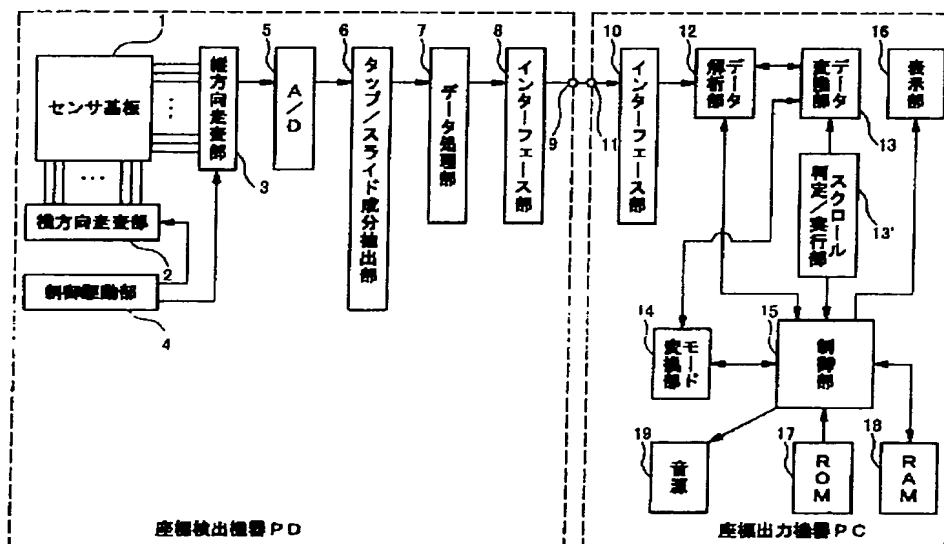 1
センサ基板
縦方向走査部
3
横方向走査部
2
制御駆動部
4
5
A/D
6
タップ/スライド成分抽出部
7
データ処理部
8
インターフェース部
9
11
10
インターフェース部
12
データ
解析部
データ
変換部
13
16
表示部
スクロール
判定/実行部
13'
14
モード
変換部
15
制御部
19
音源
17
ROM
18
RAM
座標検出機器PD
座標出力機器PC